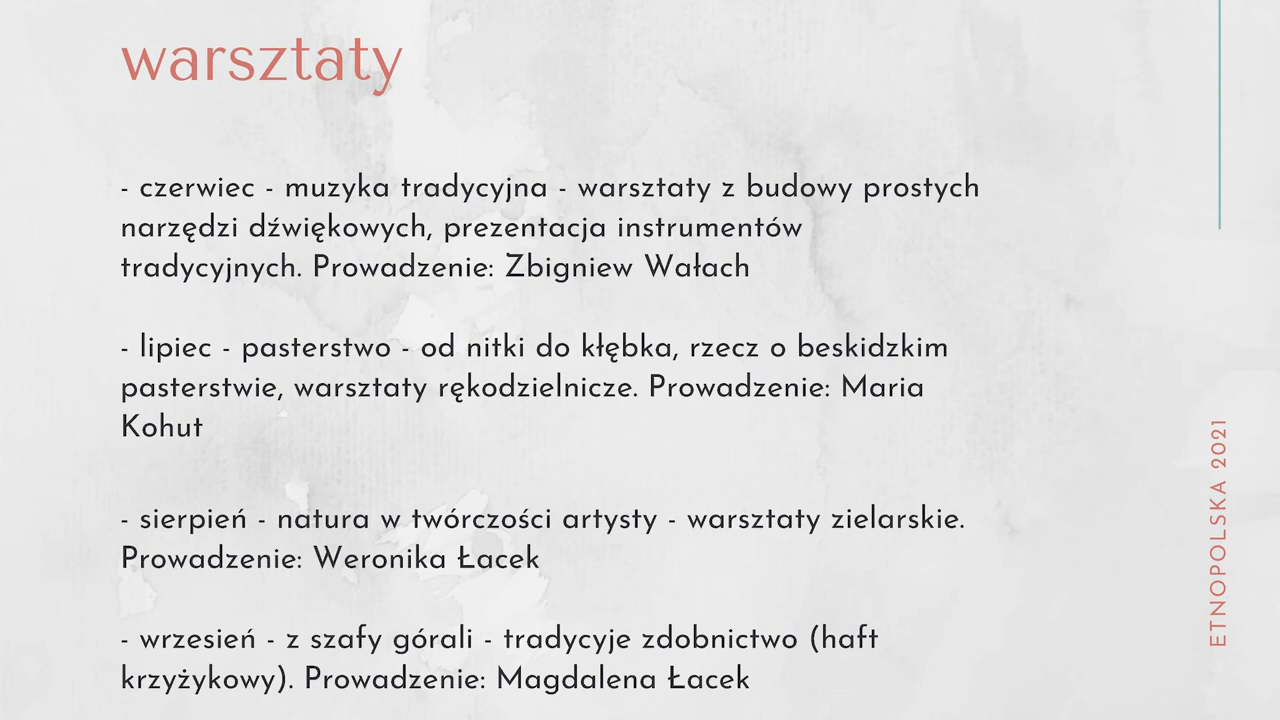 warsztaty
- czerwiec - muzyka tradycyjna - warsztaty z budowy prostych
narzędzi dźwiękowych, prezentacja instrumentów
tradycyjnych. Prowadzenie: Zbigniew Wałach
- lipiec - pasterstwo - od nitki do kłębka, rzecz o beskidzkim
pasterstwie, warsztaty rękodzielnicze. Prowadzenie: Maria
Kohut
- sierpień - natura w twórczości artysty - warsztaty zielarskie.
Prowadzenie: Weronika Łacek
- wrzesień - z szafy górali - tradycyje zdobnictwo (haft
krzyżykowy). Prowadzenie: Magdalena Łacek
ETNOPOLSKA 2021